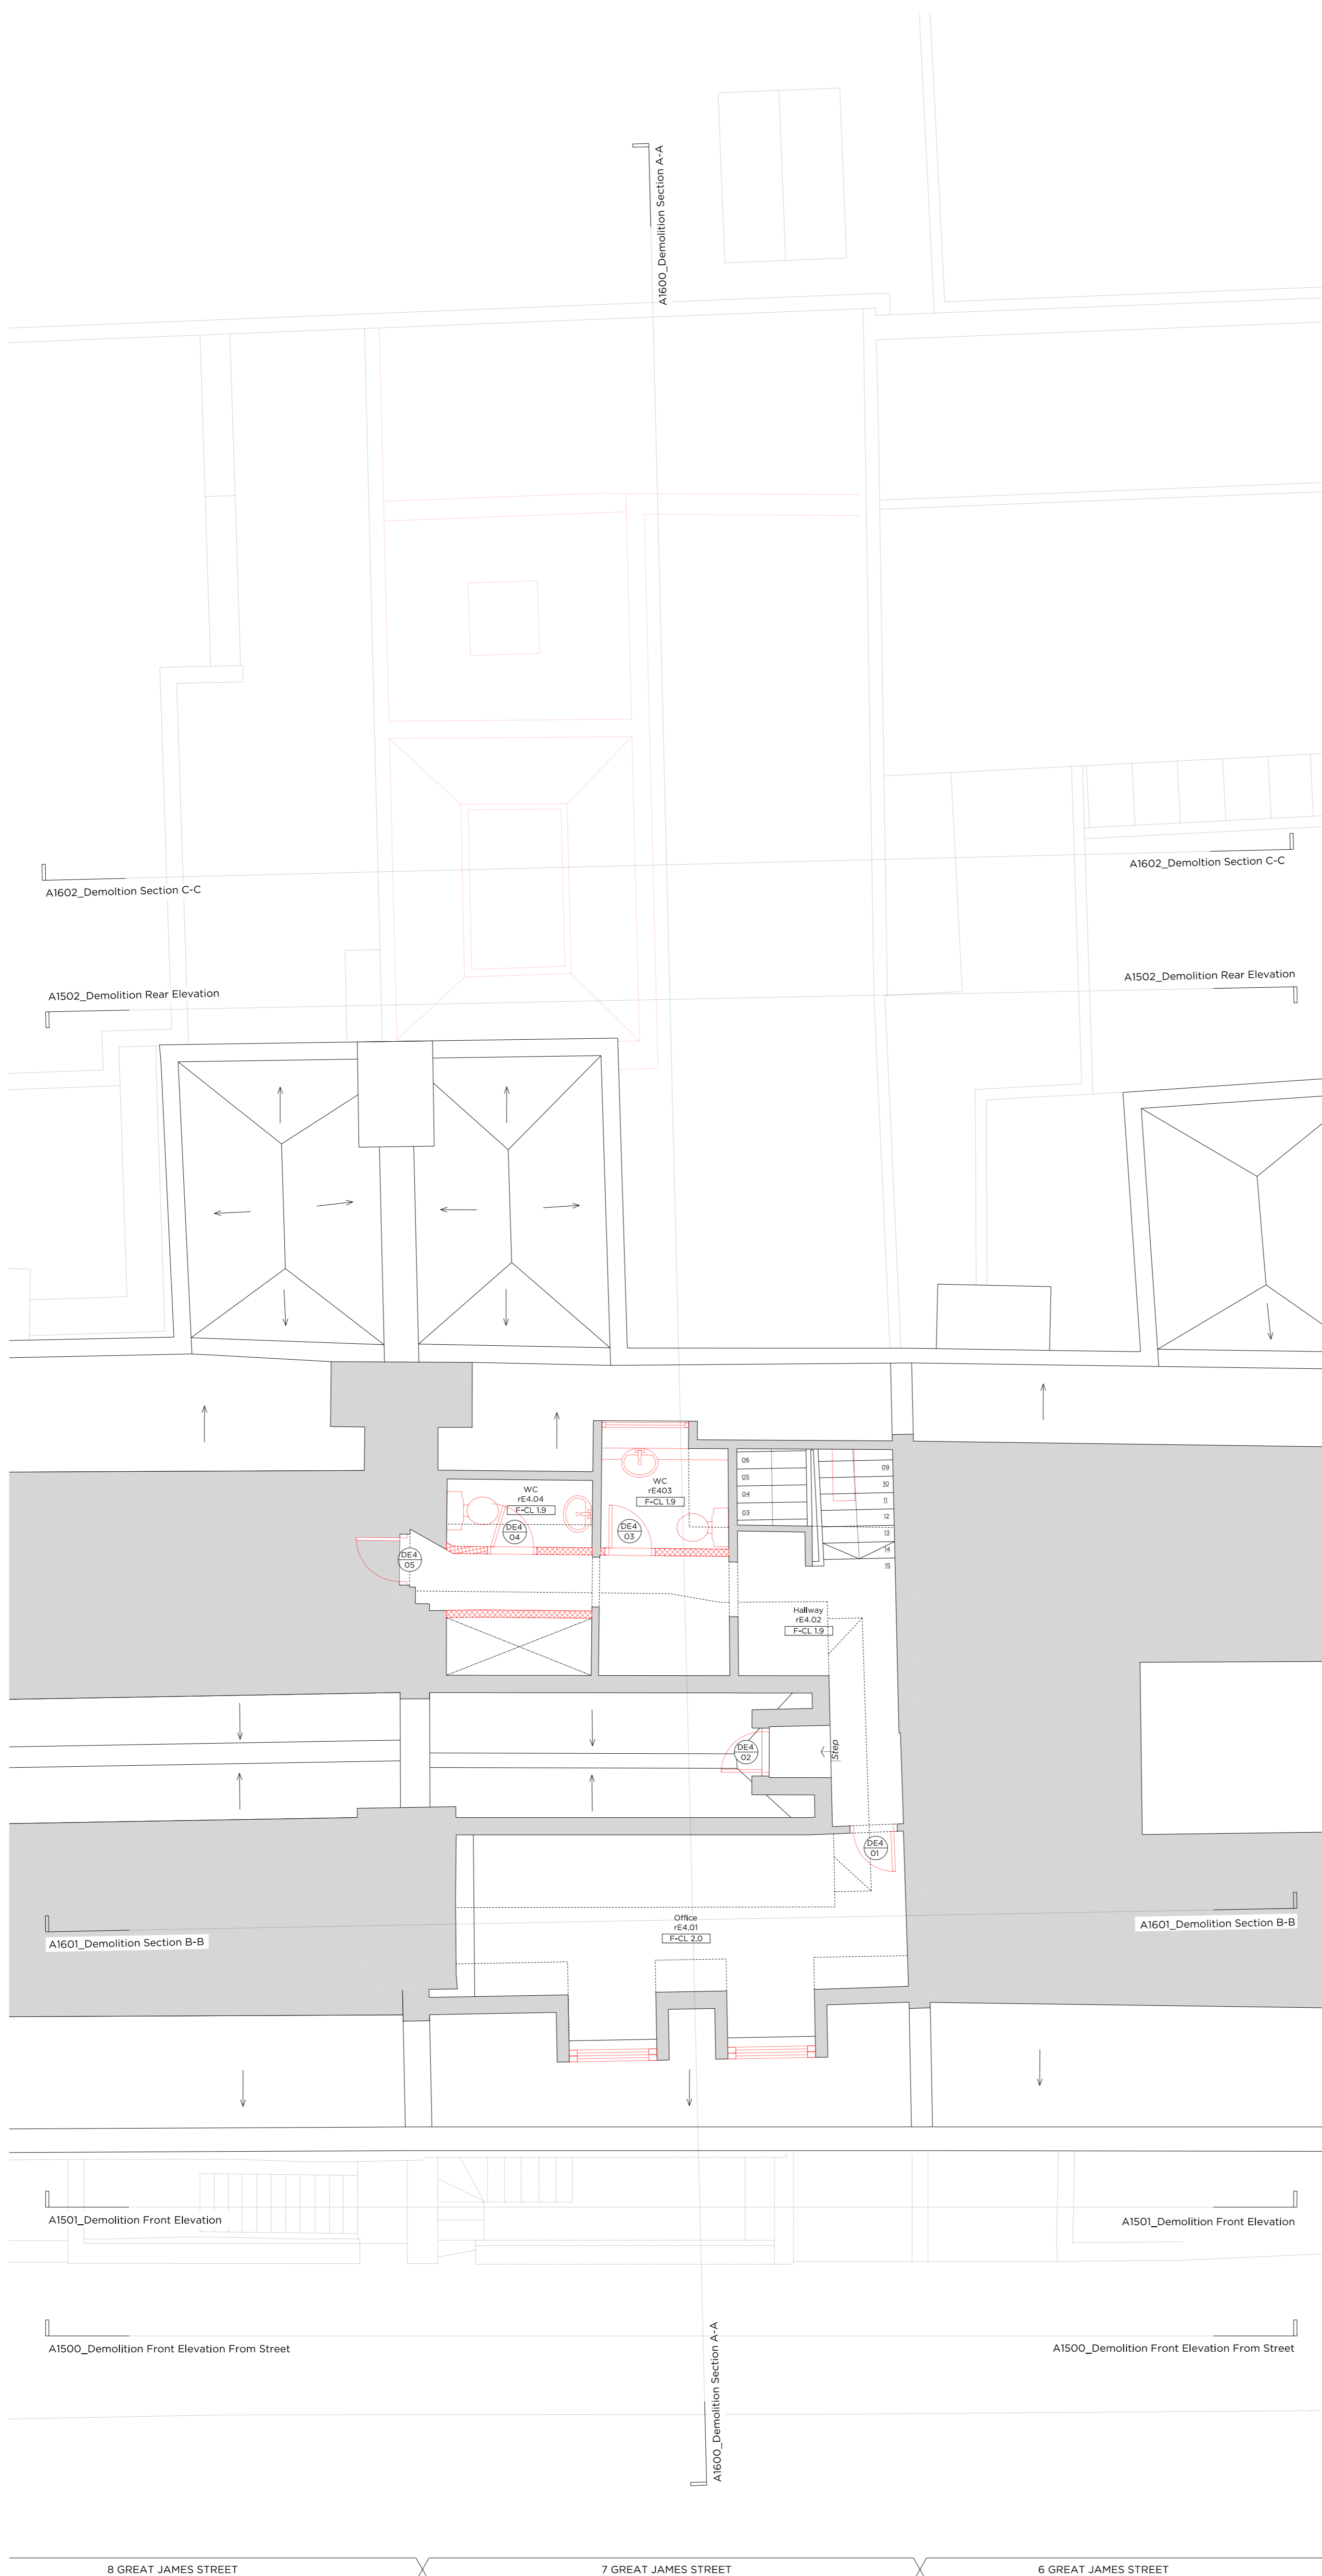 A1600_Demolition Section A-A
A1602_Demoltion Section C-C
A1602_Demoltion Section C-C
A1502_Demolition Rear Elevation
A1502_Demolition Rear Elevation
WC
rE4.04
F-CL 1.9
WC
rE403
F-CL 1.9
DE4
04
DE4
03
DE4
05
06
05
04
03
09
10
11
12
13
14
15
Hallway
rE4.02
F-CL 1.9
DE4
02
Step
DE4
01
Office
rE4.01
F-CL 2.0
A1601_Demolition Section B-B
A1601_Demolition Section B-B
A1501_Demolition Front Elevation
A1501_Demolition Front Elevation
A1500_Demolition Front Elevation From Street
A1500_Demolition Front Elevation From Street
A1600_Demolition Section A-A
8 GREAT JAMES STREET
7 GREAT JAMES STREET
6 GREAT JAMES STREET